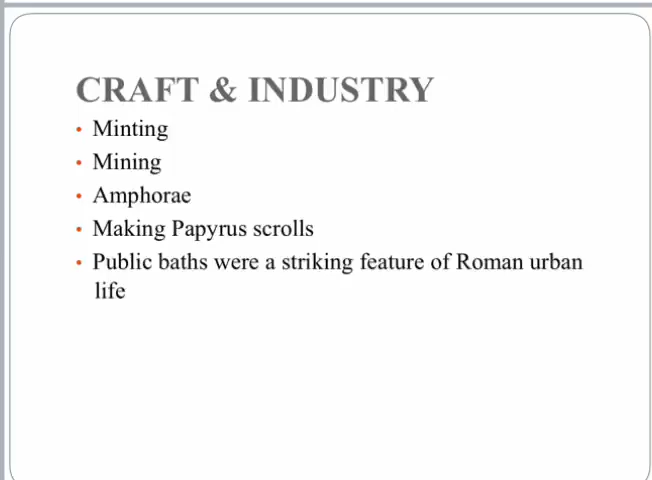 CRAFT & INDUSTRY
• Minting
• Mining
• Amphorae
• Making Papyrus scrolls
• Public baths were a striking feature of Roman urban
life